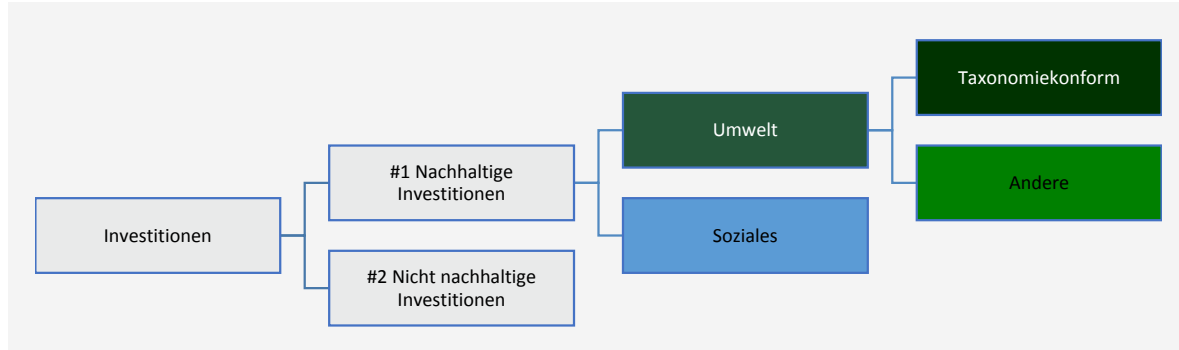 Investitionen
#1 Nachhaltige
Investitionen
#2 Nicht nachhaltige
Investitionen
Umwelt
Soziales
Taxonomiekonform
Andere